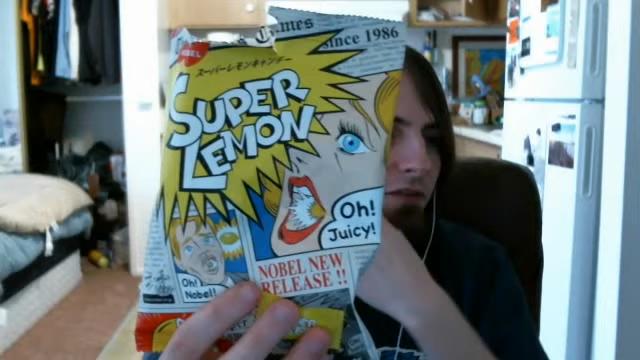 Times
since 1986
NOBEL
スーパーレモンキャンデー
SUPER
LEMON
Oh!
Juicy!
Oh!
Nobel!
NOBEL NEW
RELEASE !!